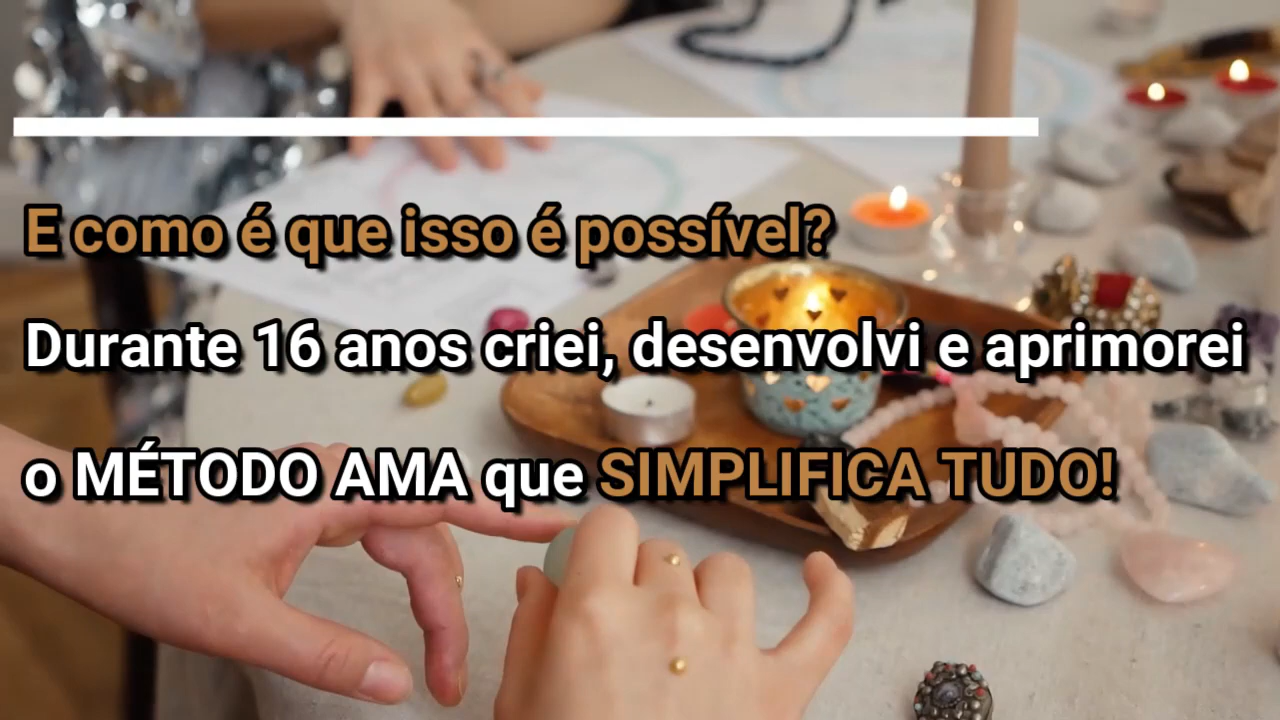 E como é que isso é possível?
Durante 16 anos criei, desenvolvi e aprimorei
o MÉTODO AMA que SIMPLIFICA TUDO!